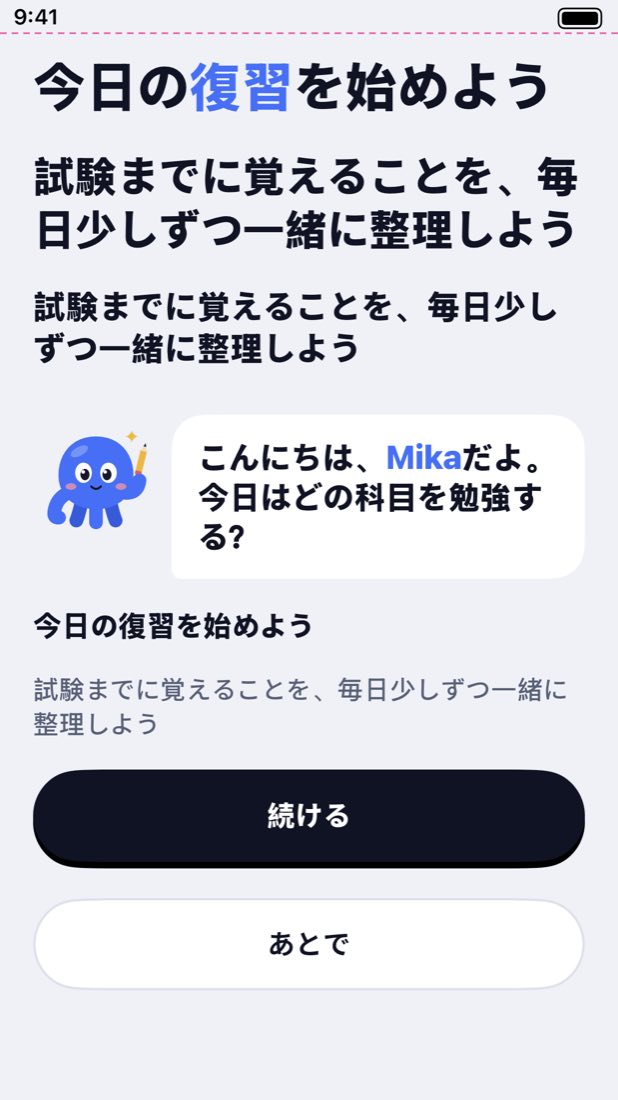 9:41
今日の復習を始めよう
試験までに覚えることを、毎
日少しずつ一緒に整理しよう
試験までに覚えることを、毎日少し
ずつ一緒に整理しよう
こんにちは、Mikaだよ。
今日はどの科目を勉強す
る?
今日の復習を始めよう
試験までに覚えることを、毎日少しずつ一緒に
整理しよう
続ける
あとで